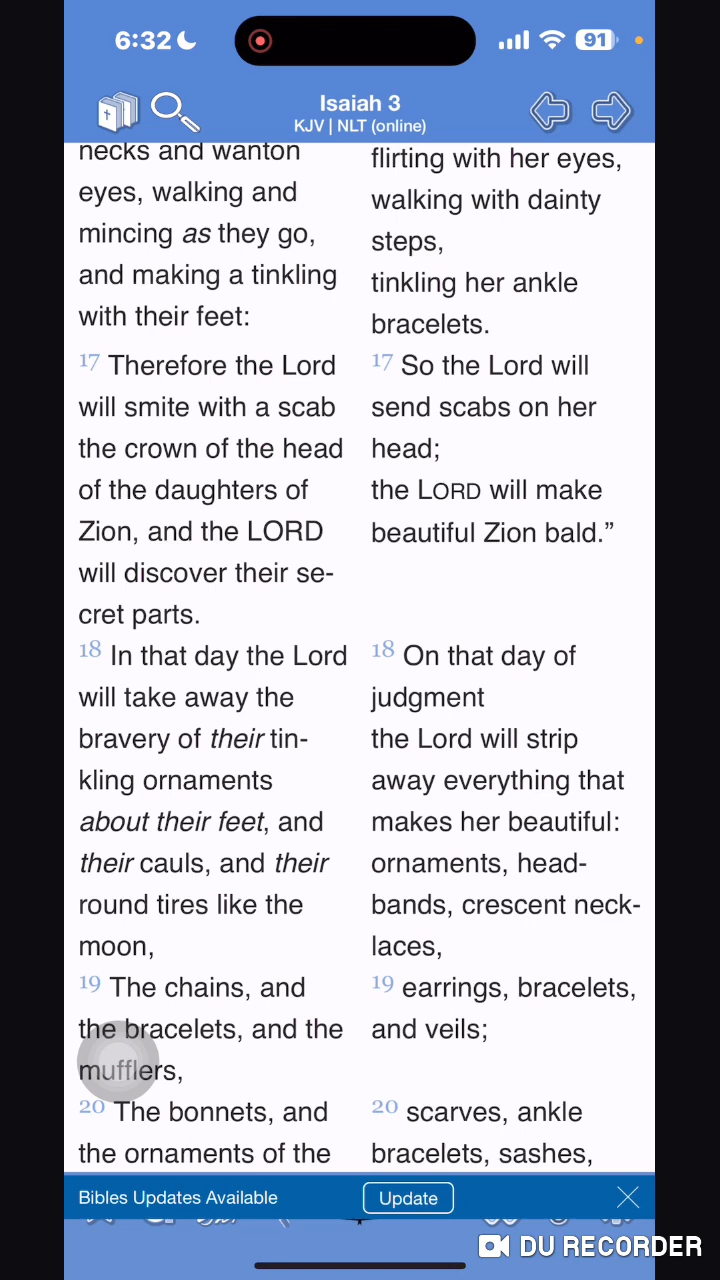 6:32
91
Isaiah 3
KJV | NLT (online)
necks and wanton
eyes, walking and
mincing as they go,
and making a tinkling
with their feet:
17 Therefore the Lord
will smite with a scab
the crown of the head
of the daughters of
Zion, and the LORD
will discover their se-
cret parts.
18 In that day the Lord
will take away the
bravery of their tin-
kling ornaments
about their feet, and
their cauls, and their
round tires like the
moon,
19 The chains, and
the bracelets, and the
mufflers,
20 The bonnets, and
the ornaments of the
flirting with her eyes,
walking with dainty
steps,
tinkling her ankle
bracelets.
17 So the Lord will
send scabs on her
head;
the LORD will make
beautiful Zion bald.”
18 On that day of
judgment
the Lord will strip
away everything that
makes her beautiful:
ornaments, head-
bands, crescent neck-
laces,
19 earrings, bracelets,
and veils;
20 scarves, ankle
bracelets, sashes,
Bibles Updates Available
Update
DU RECORDER